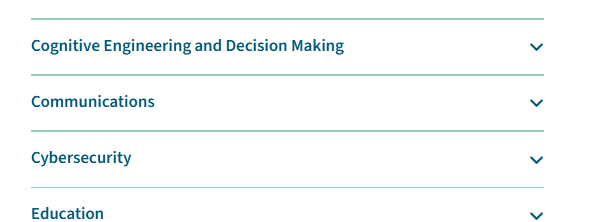 Cognitive Engineering and Decision Making
Communications
Cybersecurity
Education